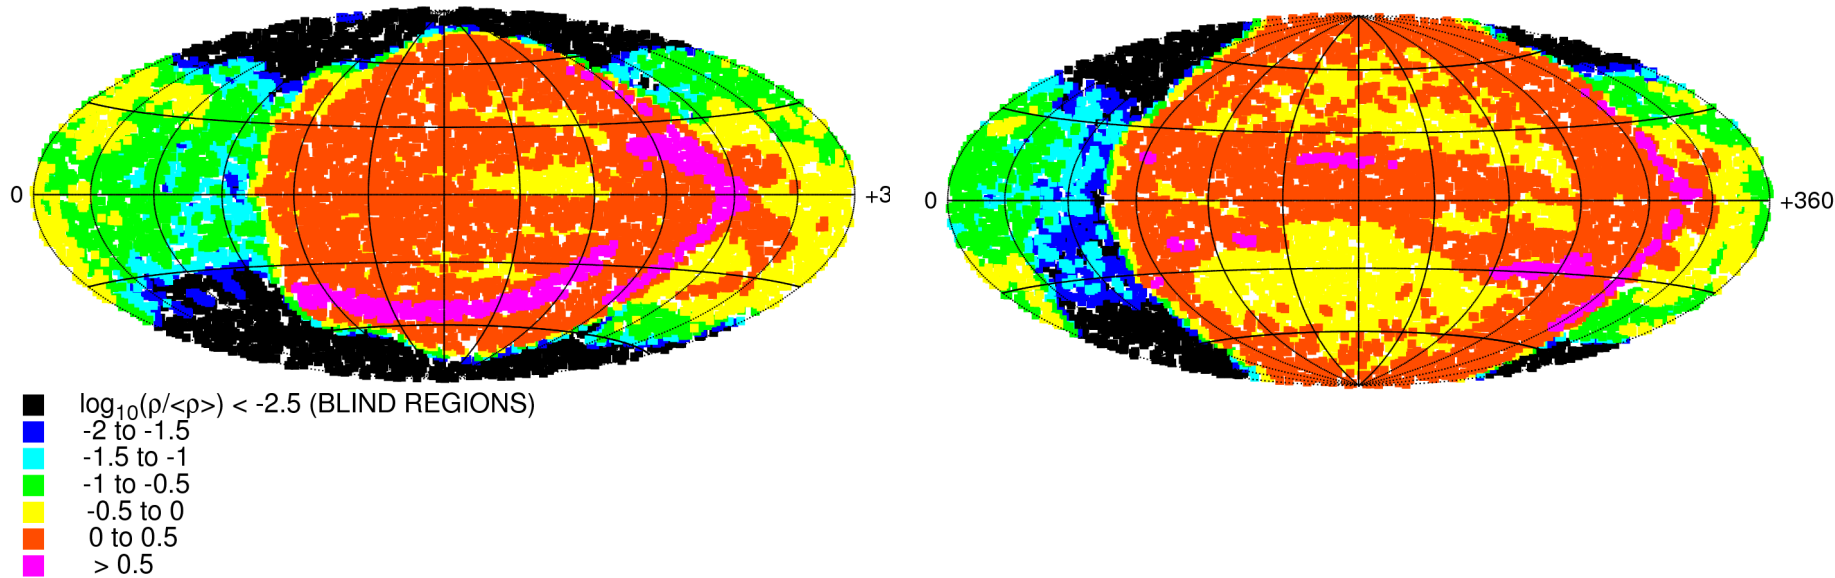 0
+3
0
+360
log10(ρ/<ρ>) < -2.5 (BLIND REGIONS)
-2 to -1.5
-1.5 to -1
-1 to -0.5
-0.5 to 0
0 to 0.5
> 0.5